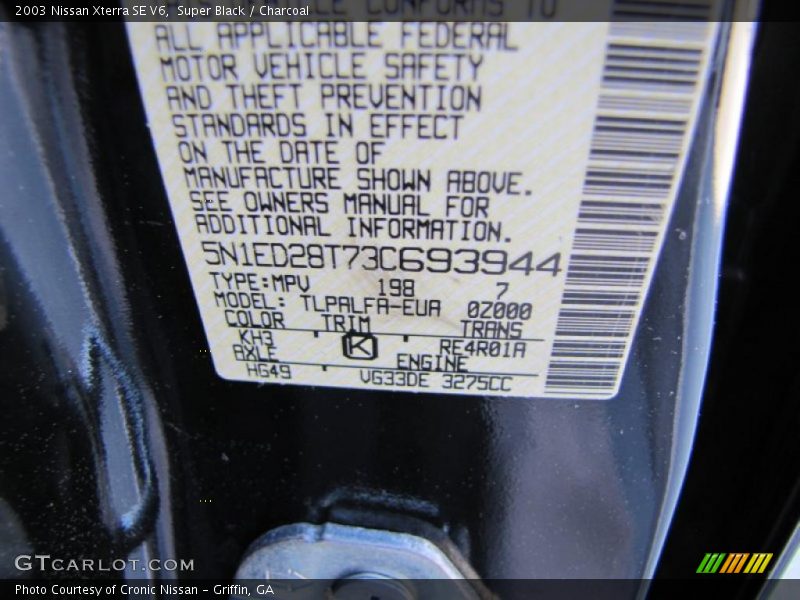 2003 Nissan Xterra SE V6, Super Black / Charcoal
CONFORMS TO
ALL APPLICABLE FEDERAL
MOTOR VEHICLE SAFETY
AND THEFT PREVENTION
STANDARDS IN EFFECT
ON THE DATE OF
MANUFACTURE SHOWN ABOVE.
SEE OWNERS MANUAL FOR
ADDITIONAL INFORMATION.
5N1ED28T73C693944
TYPE:MPV 198 7
MODEL: TLPALFA-EUA 0Z000
COLOR TRIM TRANS
KH3 K RE4R01A
AXLE ENGINE
HG49 VG33DE 3275CC
GTCARLOT.COM
Photo Courtesy of Cronic Nissan - Griffin, GA